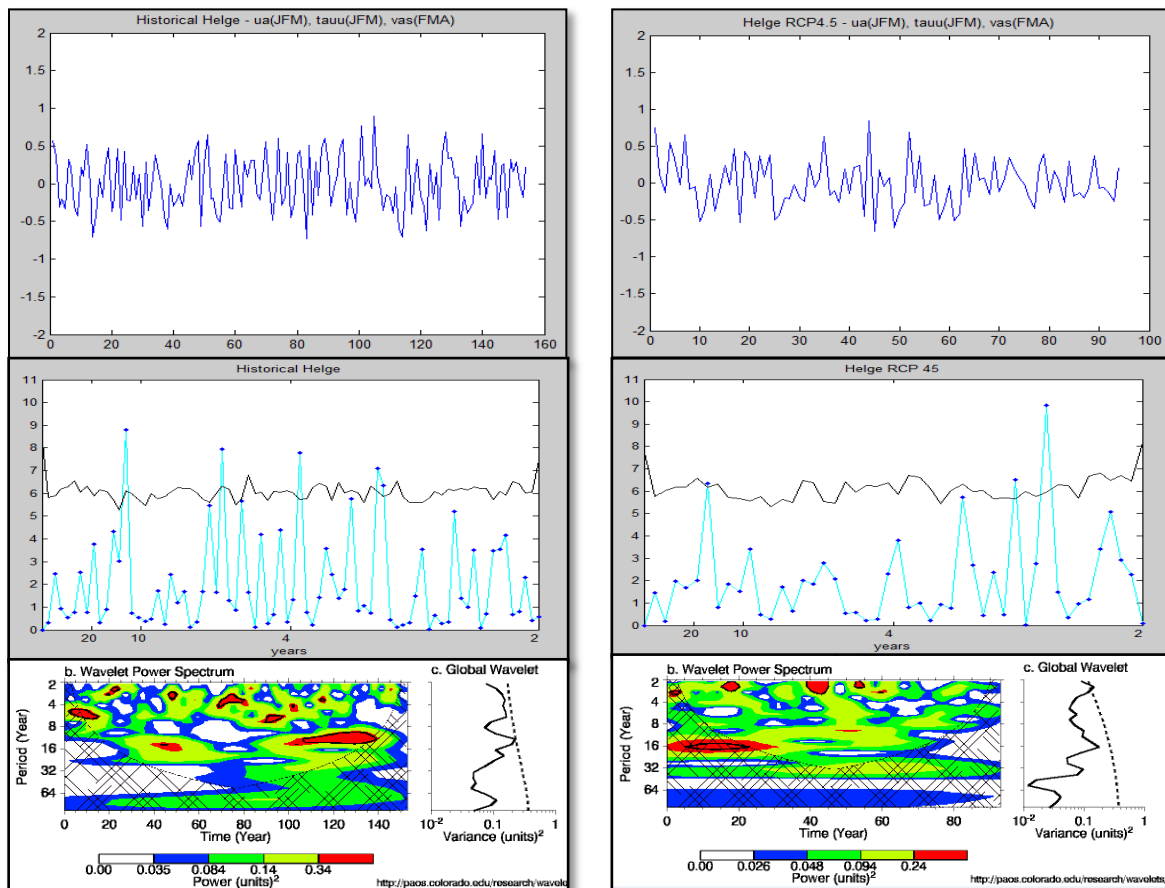 Historical Helge - ua(JFM), tauu(JFM), vas(FMA)
2
1.5
1
0.5
0
-0.5
-1
-1.5
-2
0 20 40 60 80 100 120 140 160
Helge RCP4.5 - ua(JFM), tauu(JFM), vas(FMA)
2
1.5
1
0.5
0
-0.5
-1
-1.5
-2
0 10 20 30 40 50 60 70 80 90 100
Historical Helge
11
10
9
8
7
6
5
4
3
2
1
0
20 10 4 2
years
Helge RCP 45
11
10
9
8
7
6
5
4
3
2
1
0
20 10 4 2
years
b. Wavelet Power Spectrum
c. Global Wavelet
Period (Year)
2
4
8
16
32
64
0 20 40 60 80 100 120 140
Time (Year)
10-2 0.1 1
Variance (units)2
0.00 0.035 0.084 0.14 0.34
Power (units)2
http://paos.colorado.edu/research/wavele
b. Wavelet Power Spectrum
c. Global Wavelet
Period (Year)
2
4
8
16
32
64
0 20 40 60 80
Time (Year)
10-2 0.1 1
Variance (units)2
0.00 0.026 0.048 0.094 0.24
Power (units)2
http://paos.colorado.edu/research/wavelets